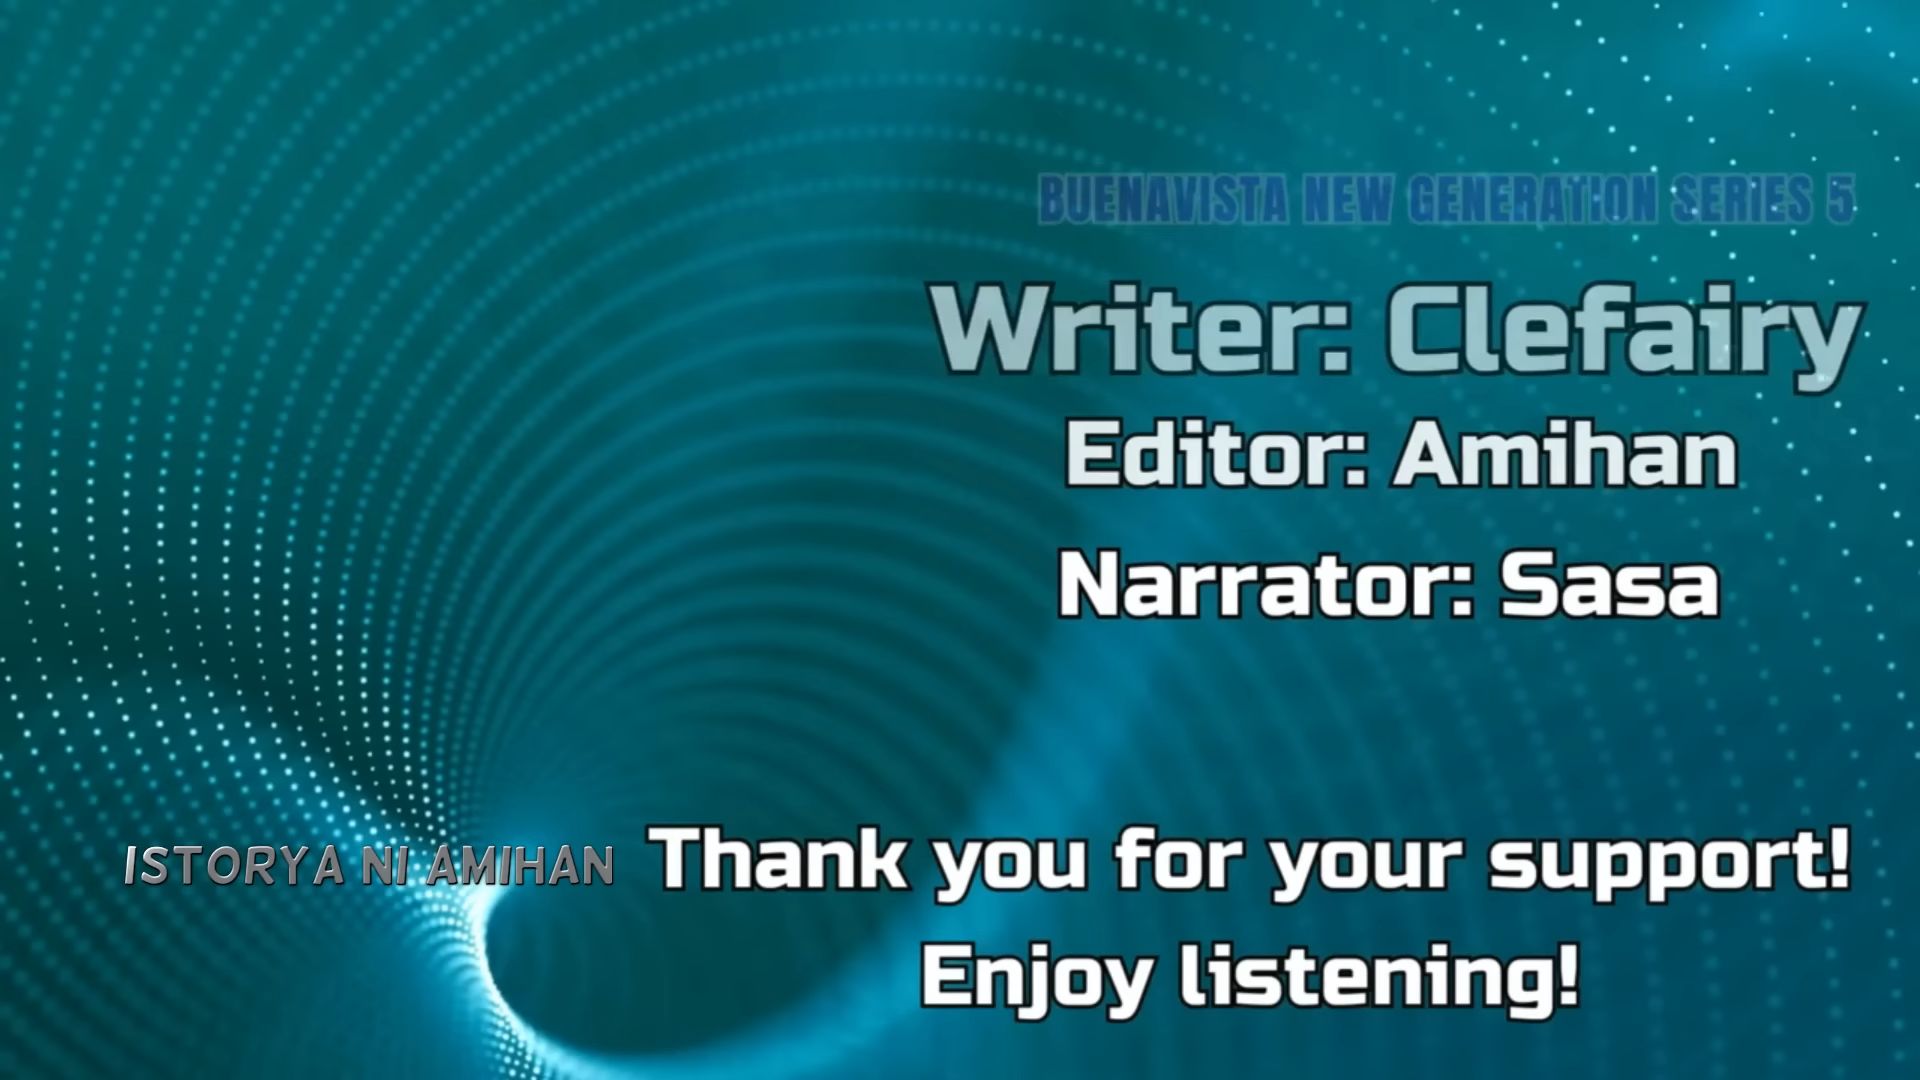 BUENAVISTA NEW GENERATION SERIES 5
Writer: Clefairy
Editor: Amihan
Narrator: Sasa
ISTORYA NI AMIHAN
Thank you for your support!
Enjoy listening!